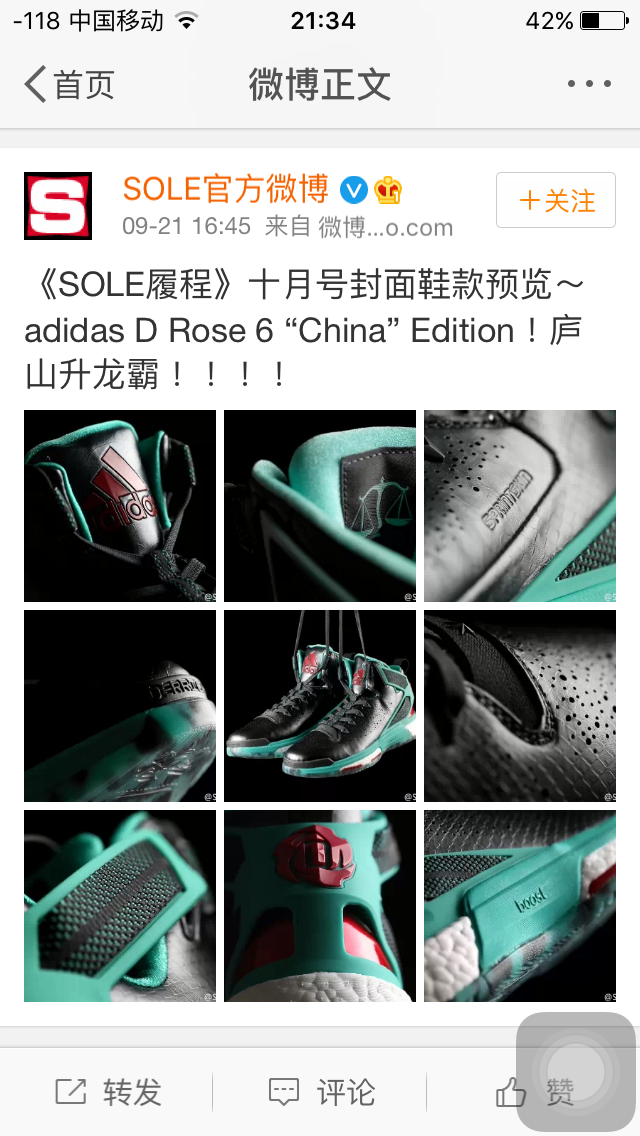 -118 中国移动 21:34 42%
首页 微博正文
SOLE官方微博
09-21 16:45 来自 微博...o.com
＋关注
《SOLE履程》十月号封面鞋款预览～
adidas D Rose 6 “China” Edition！庐
山升龙霸！！！！
boost
转发 评论 赞